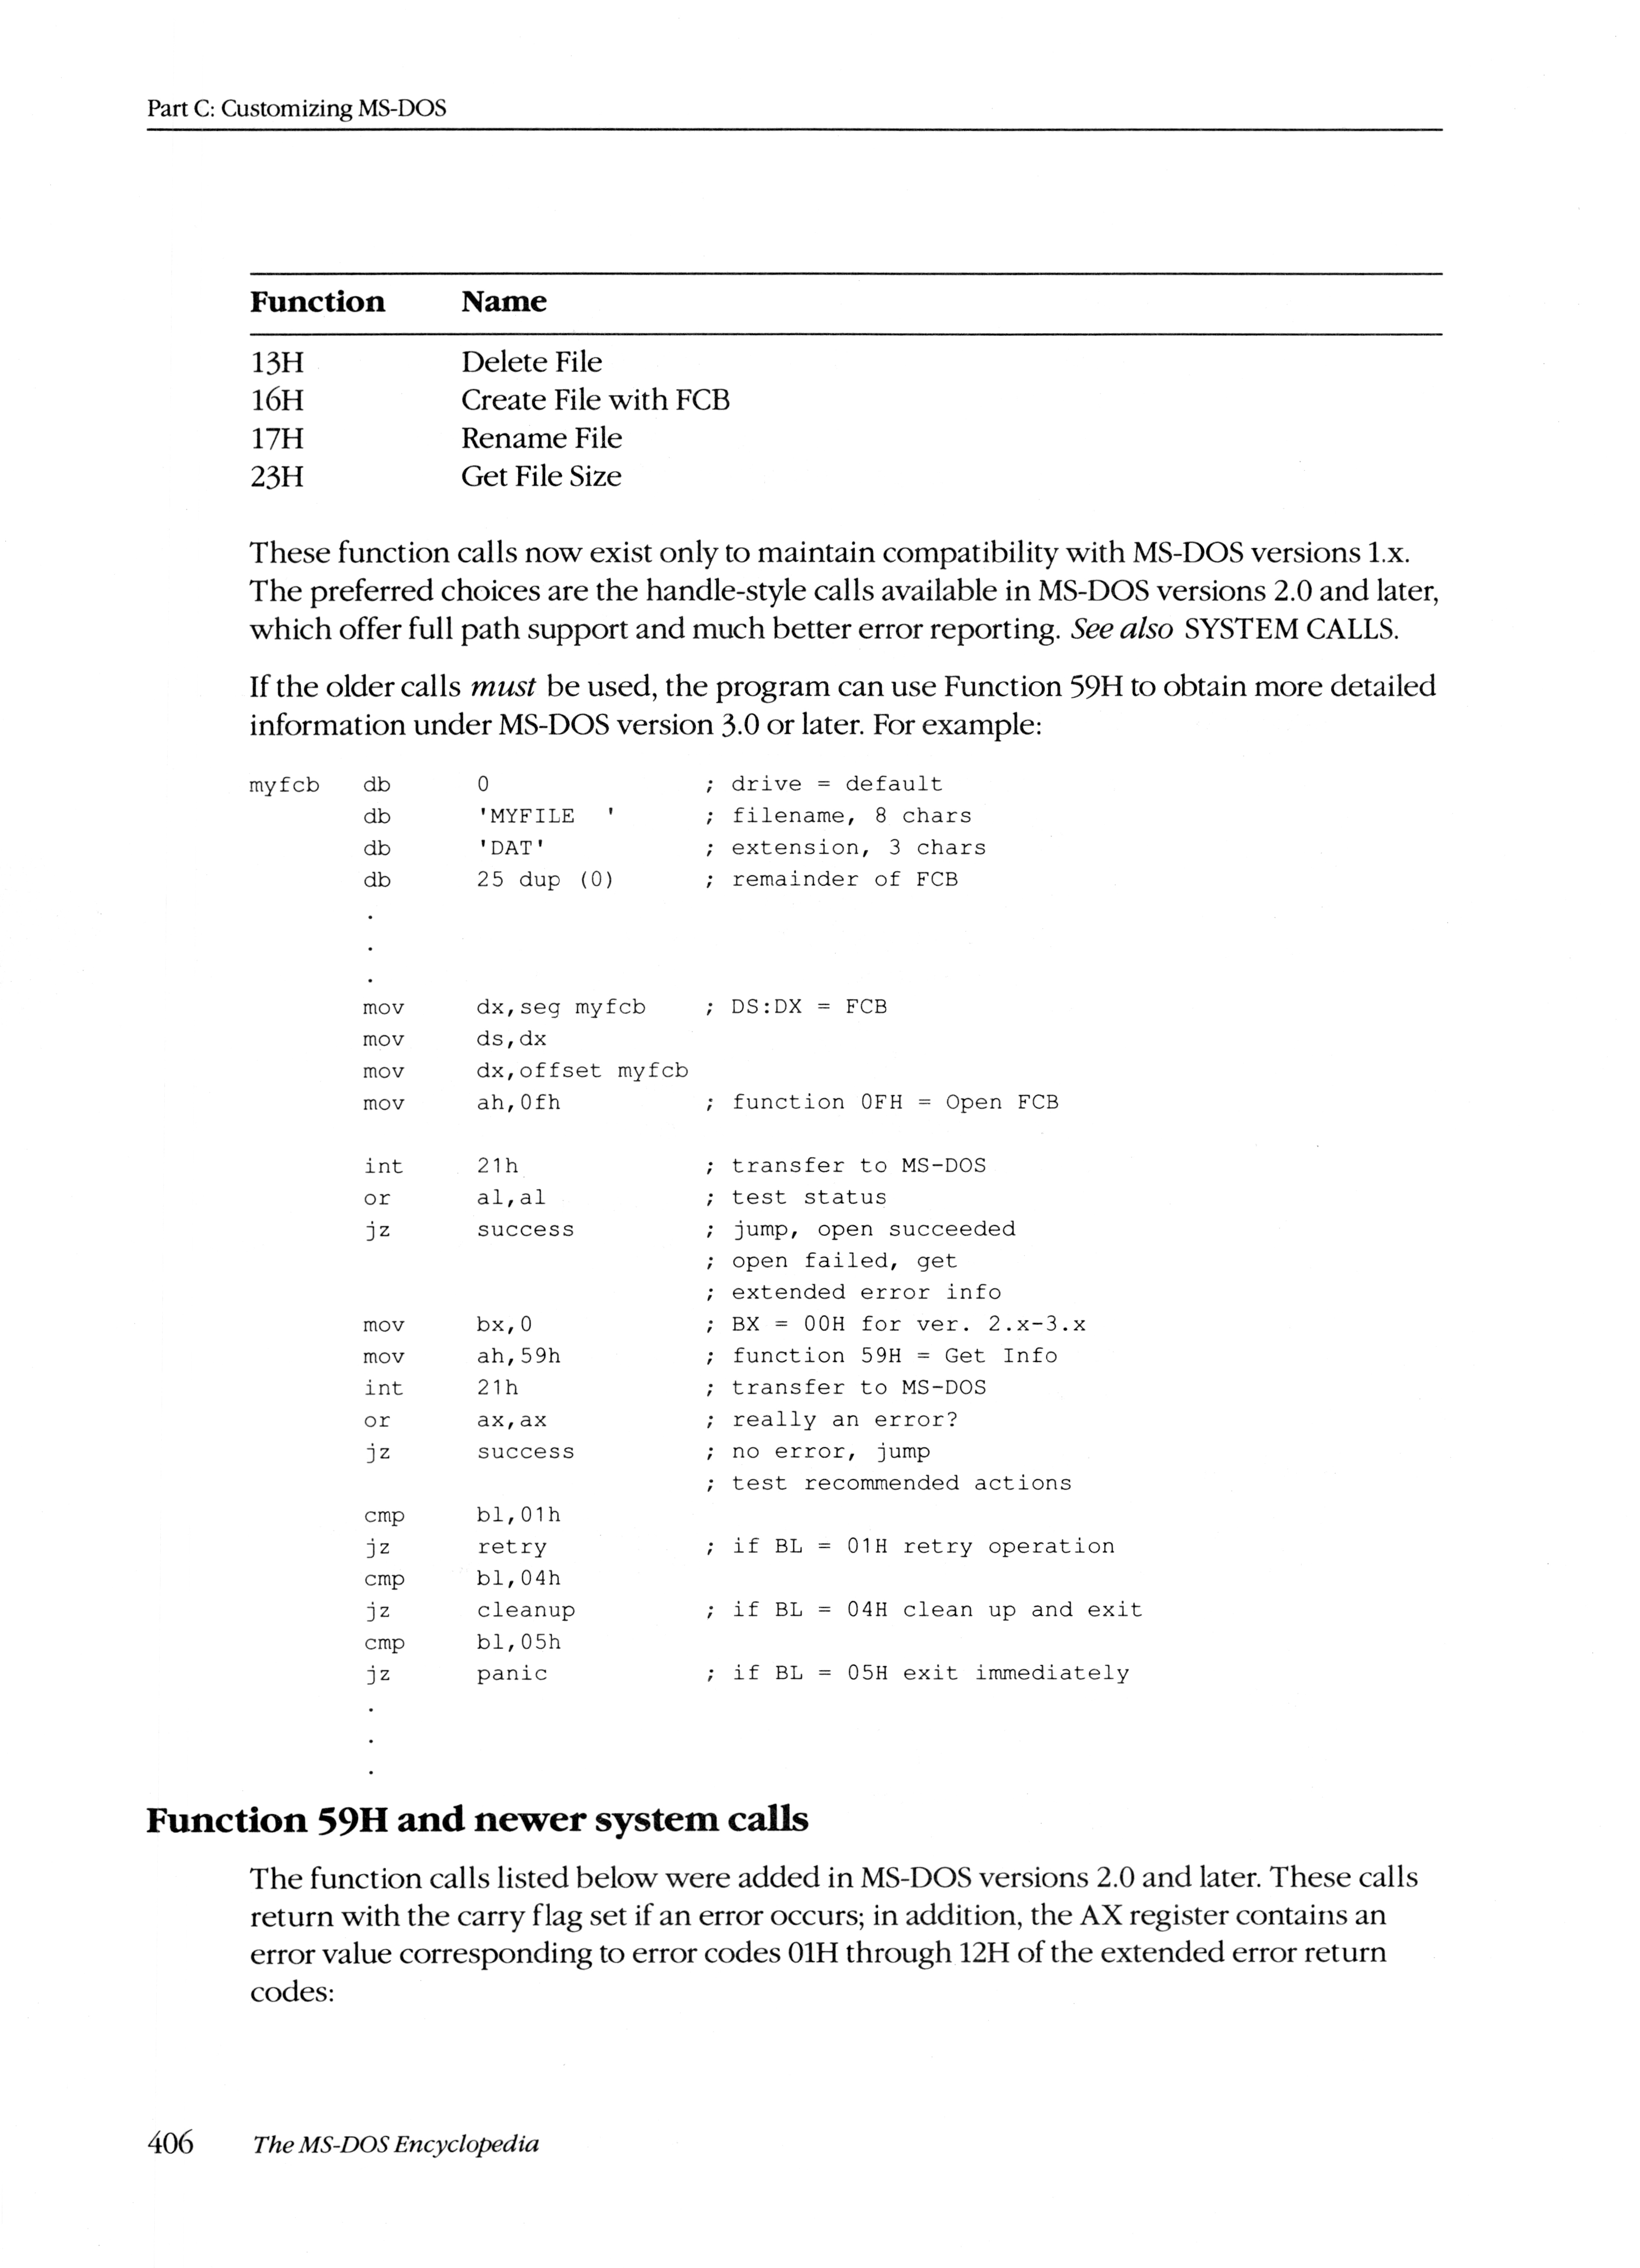 Part C: Customizing MS-DOS
Function Name
13H Delete File
16H Create File with FCB
17H Rename File
23H Get File Size
These function calls now exist only to maintain compatibility with MS-DOS versions 1.x.
The preferred choices are the handle-style calls available in MS-DOS versions 2.0 and later,
which offer full path support and much better error reporting. See also SYSTEM CALLS.
If the older calls must be used, the program can use Function 59H to obtain more detailed
information under MS-DOS version 3.0 or later. For example:
myfcb db 0 ; drive = default
db 'MYFILE  ' ; filename, 8 chars
db 'DAT' ; extension, 3 chars
db 25 dup (0) ; remainder of FCB
.
.
.
mov dx,seg myfcb ; DS:DX = FCB
mov ds,dx
mov dx,offset myfcb
mov ah,0fh ; function 0FH = Open FCB
int 21h ; transfer to MS-DOS
or al,al ; test status
jz success ; jump, open succeeded
; open failed, get
; extended error info
mov bx,0 ; BX = 00H for ver. 2.x-3.x
mov ah,59h ; function 59H = Get Info
int 21h ; transfer to MS-DOS
or ax,ax ; really an error?
jz success ; no error, jump
; test recommended actions
cmp bl,01h
jz retry ; if BL = 01H retry operation
cmp bl,04h
jz cleanup ; if BL = 04H clean up and exit
cmp bl,05h
jz panic ; if BL = 05H exit immediately
.
.
.
Function 59H and newer system calls
The function calls listed below were added in MS-DOS versions 2.0 and later. These calls
return with the carry flag set if an error occurs; in addition, the AX register contains an
error value corresponding to error codes 01H through 12H of the extended error return
codes:
406 The MS-DOS Encyclopedia